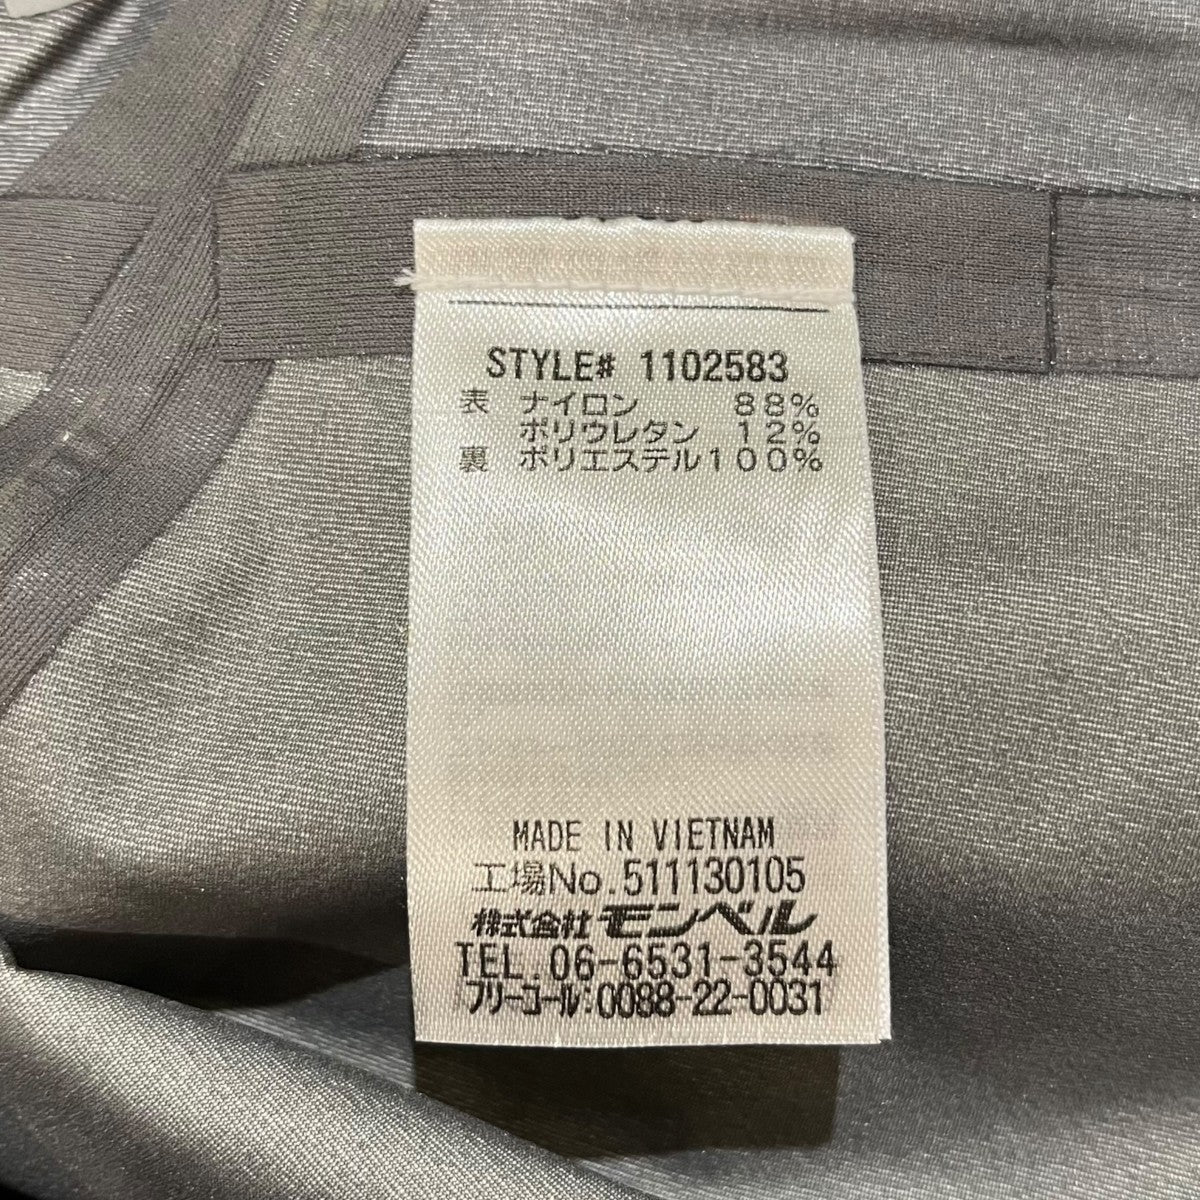 STYLE# 1102583
表 ナイロン 88%
ポリウレタン 12%
裏 ポリエステル100%
MADE IN VIETNAM
工場No.511130105
株式会社モンベル
TEL.06-6531-3544
フリーコール:0088-22-0031